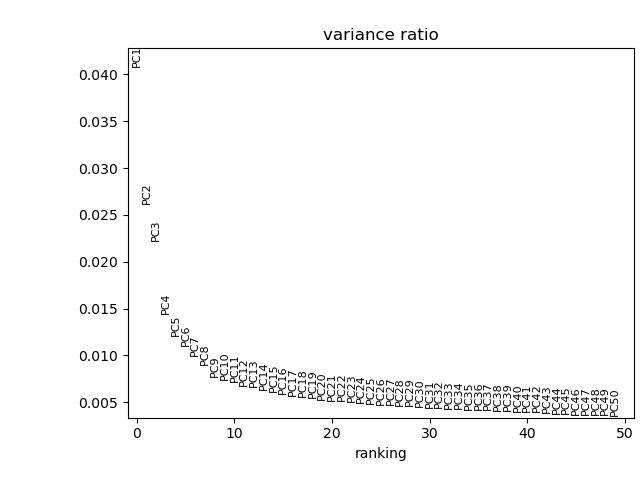 variance ratio
0.040
0.035
0.030
0.025
0.020
0.015
0.010
0.005
PC1
PC2
PC3
PC4
PC5
PC6
PC7
PC8
PC9
PC10
PC11
PC12
PC13
PC14
PC15
PC16
PC17
PC18
PC19
PC20
PC21
PC22
PC23
PC24
PC25
PC26
PC27
PC28
PC29
PC30
PC31
PC32
PC33
PC34
PC35
PC36
PC37
PC38
PC39
PC40
PC41
PC42
PC43
PC44
PC45
PC46
PC47
PC48
PC49
PC50
0 10 20 30 40 50
ranking